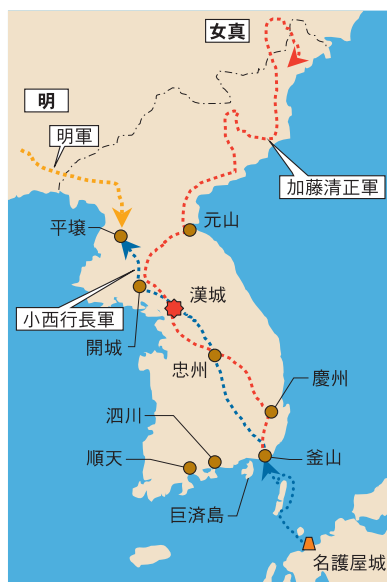 女真
明
明軍
加藤清正軍
平壌
元山
小西行長軍
漢城
開城
忠州
慶州
泗川
順天
釜山
巨済島
名護屋城